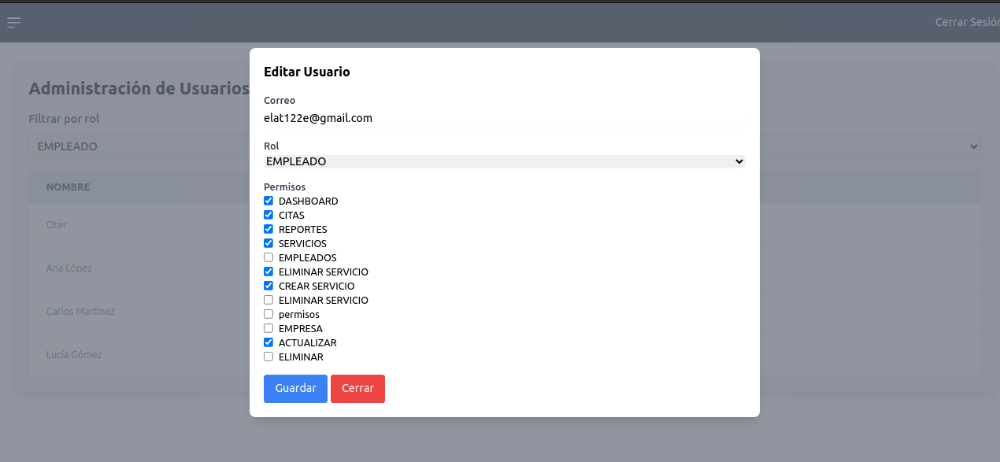 Cerrar Sesión
Administración de Usuarios
Filtrar por rol
EMPLEADO
NOMBRE
Oter
Ana López
Carlos Martínez
Lucía Gómez
Editar Usuario
Correo
elat122e@gmail.com
Rol
EMPLEADO
Permisos
DASHBOARD
CITAS
REPORTES
SERVICIOS
EMPLEADOS
ELIMINAR SERVICIO
CREAR SERVICIO
ELIMINAR SERVICIO
permisos
EMPRESA
ACTUALIZAR
ELIMINAR
Guardar Cerrar